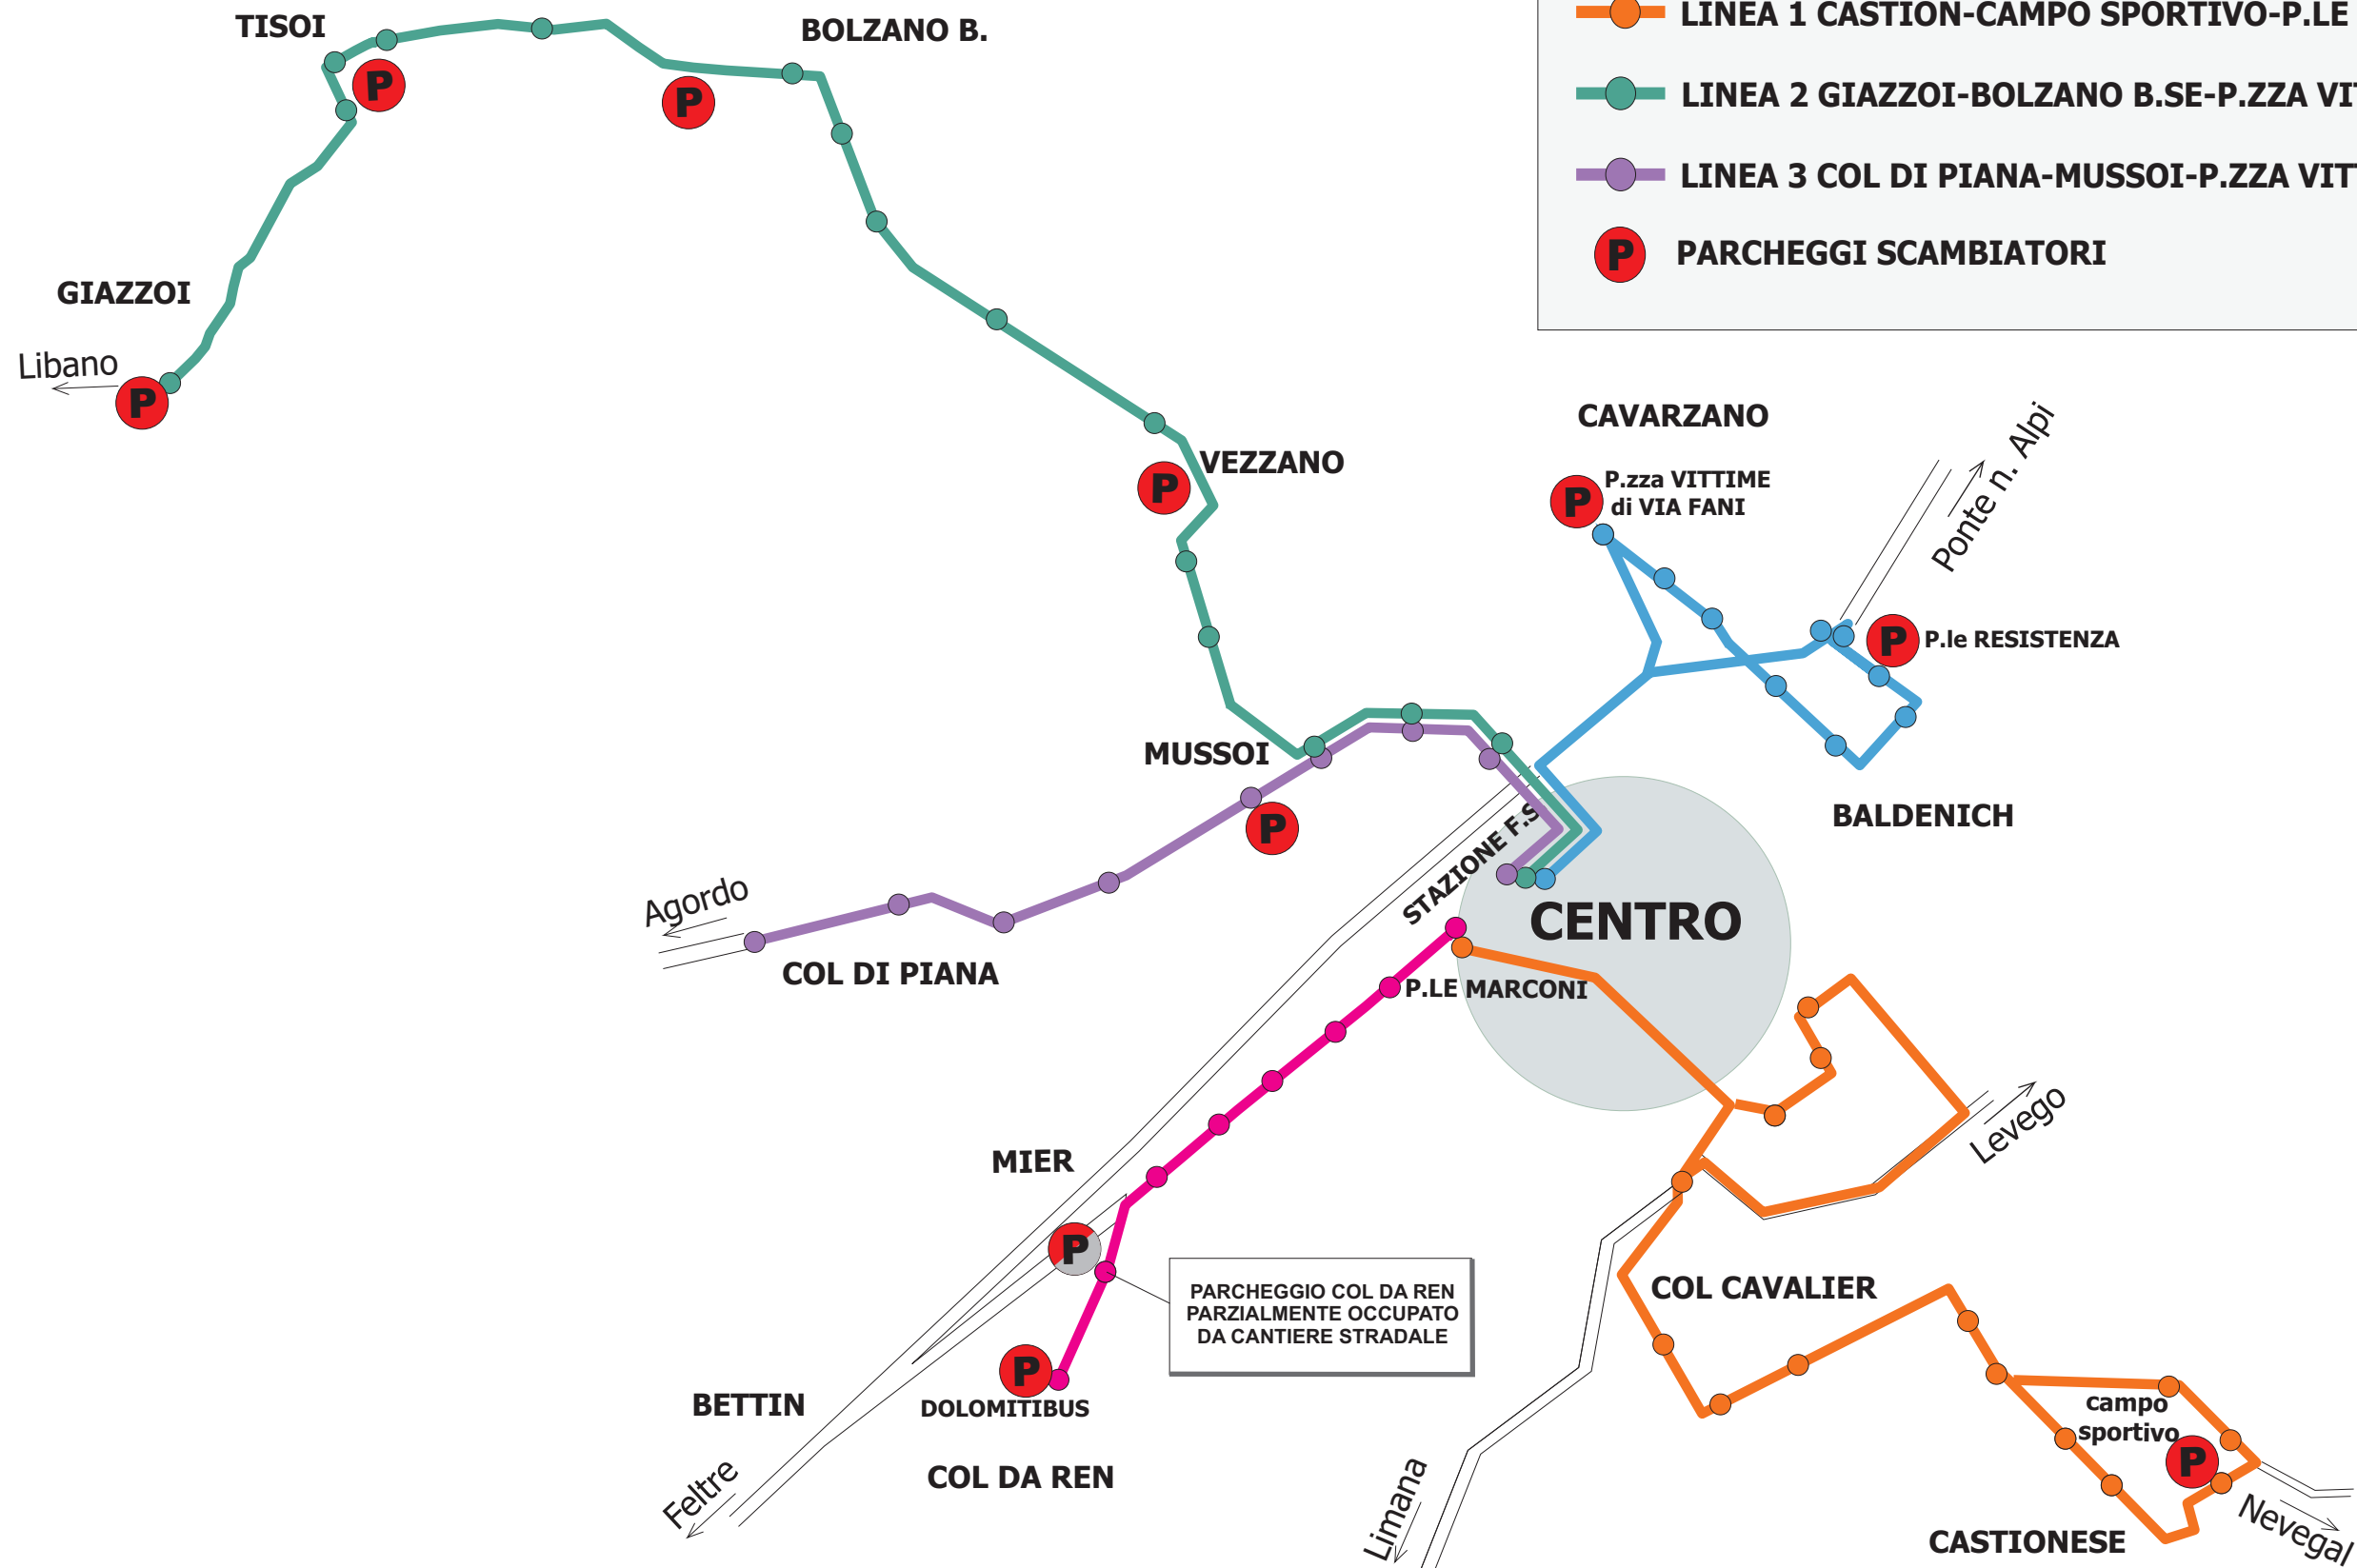 TISOI
BOLZANO B.
P
P
GIAZZOI
Libano
P
LINEA 1 CASTION-CAMPO SPORTIVO-P.LE
LINEA 2 GIAZZOI-BOLZANO B.SE-P.ZZA VIT
LINEA 3 COL DI PIANA-MUSSOI-P.ZZA VIT
P
PARCHEGGI SCAMBIATORI
VEZZANO
P
CAVARZANO
P
P.zza VITTIME
di VIA FANI
Ponte n. Alpi
P
P.le RESISTENZA
BALDENICH
MUSSOI
P
STAZIONE F.S
Agordo
COL DI PIANA
CENTRO
P.LE MARCONI
MIER
P
Levego
PARCHEGGIO COL DA REN
PARZIALMENTE OCCUPATO
DA CANTIERE STRADALE
COL CAVALIER
P
DOLOMITIBUS
BETTIN
COL DA REN
Feltre
Limana
campo
sportivo
P
CASTIONESE
Nevegal